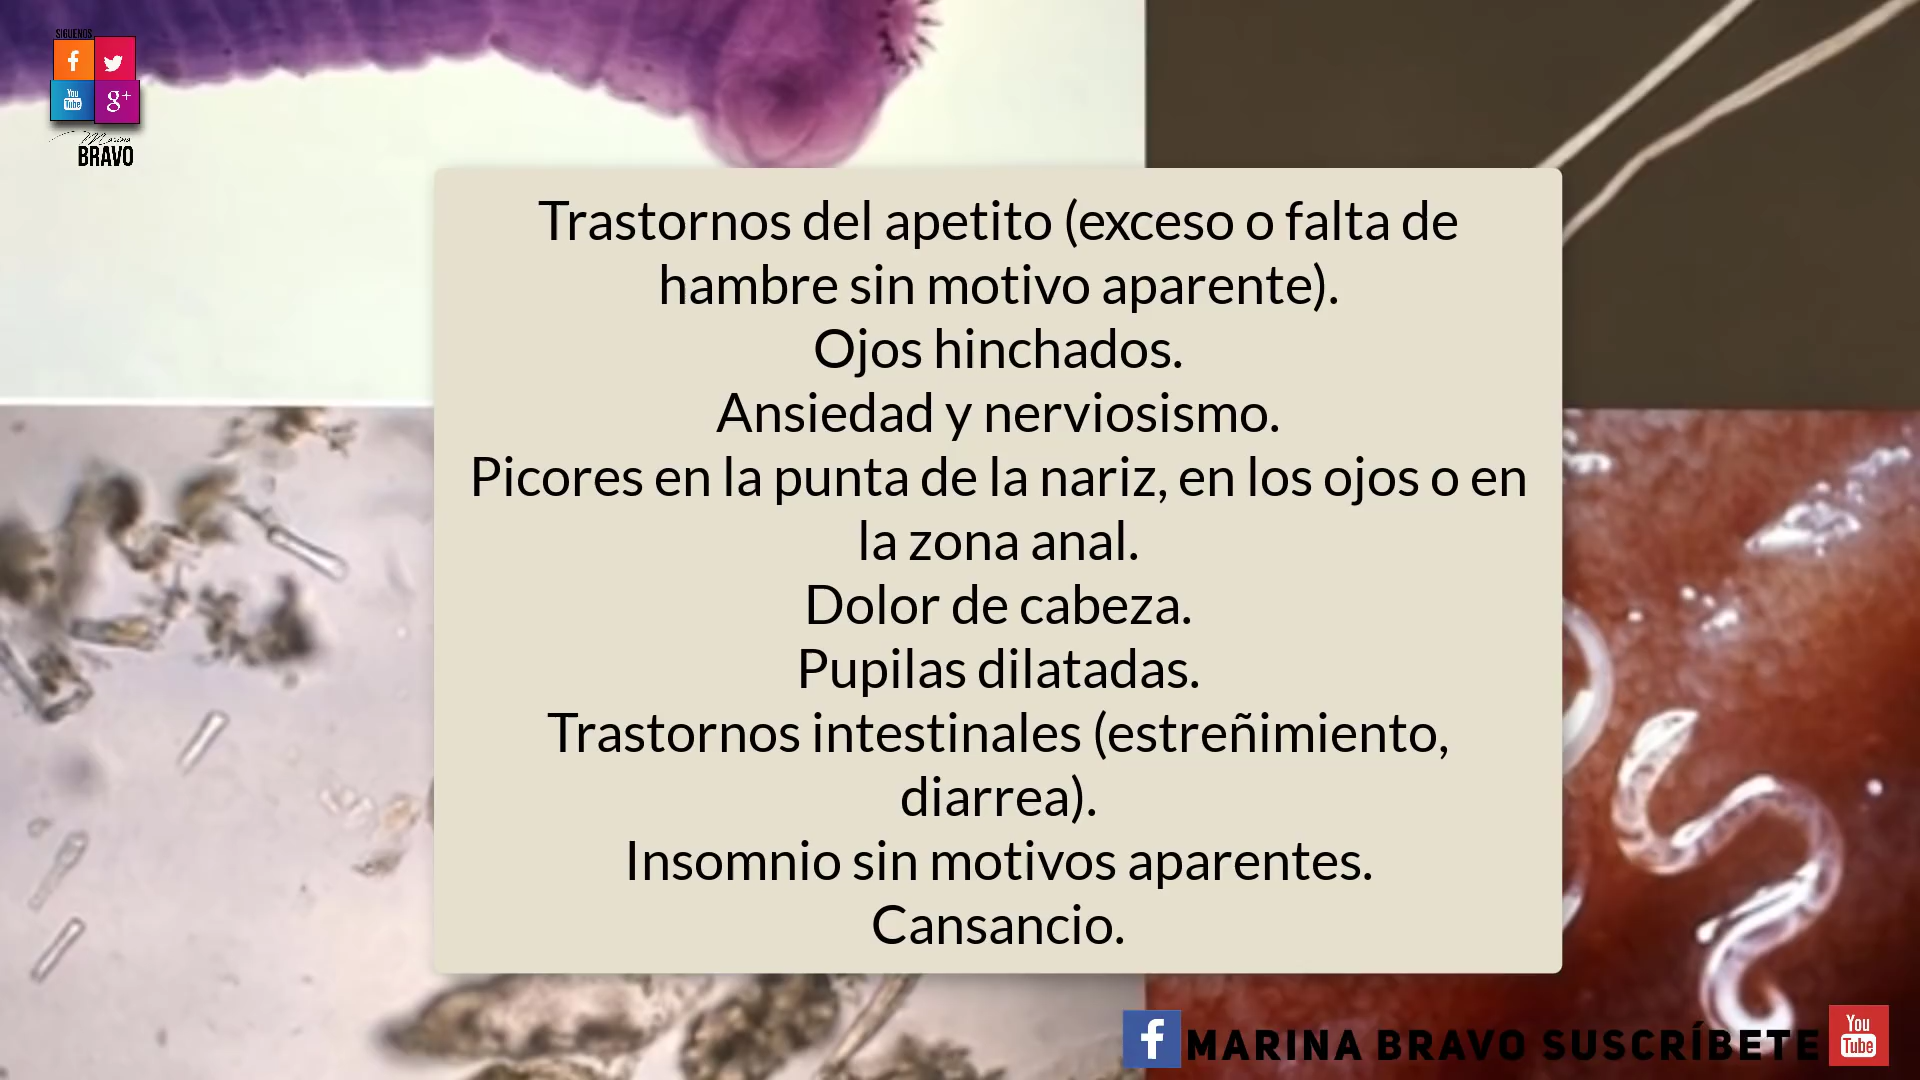 SIGUENOS
f
You
Tube
g+
Marina
BRAVO
Trastornos del apetito (exceso o falta de
hambre sin motivo aparente).
Ojos hinchados.
Ansiedad y nerviosismo.
Picores en la punta de la nariz, en los ojos o en
la zona anal.
Dolor de cabeza.
Pupilas dilatadas.
Trastornos intestinales (estreñimiento,
diarrea).
Insomnio sin motivos aparentes.
Cansancio.
f MARINA BRAVO SUSCRÍBETE You
Tube